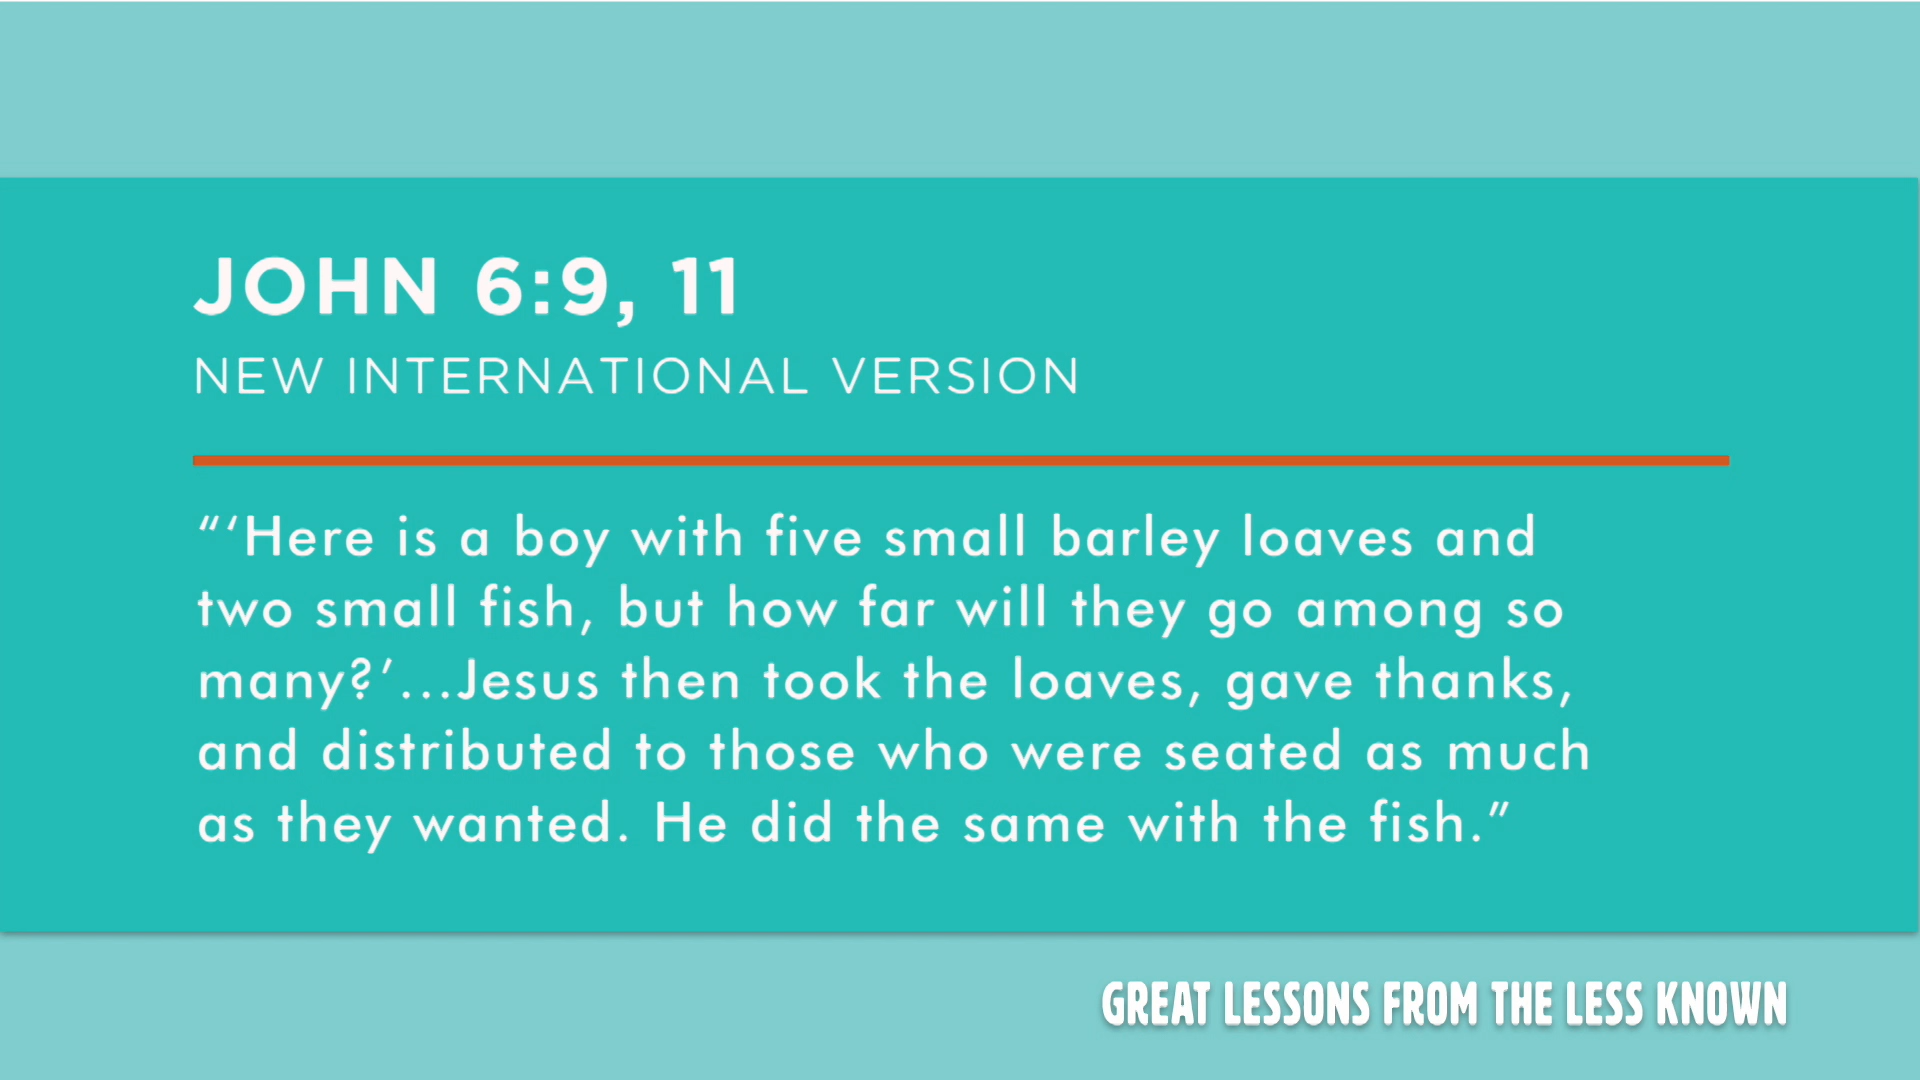 JOHN 6:9, 11
NEW INTERNATIONAL VERSION
“‘Here is a boy with five small barley loaves and
two small fish, but how far will they go among so
many?’...Jesus then took the loaves, gave thanks,
and distributed to those who were seated as much
as they wanted. He did the same with the fish.”
GREAT LESSONS FROM THE LESS KNOWN